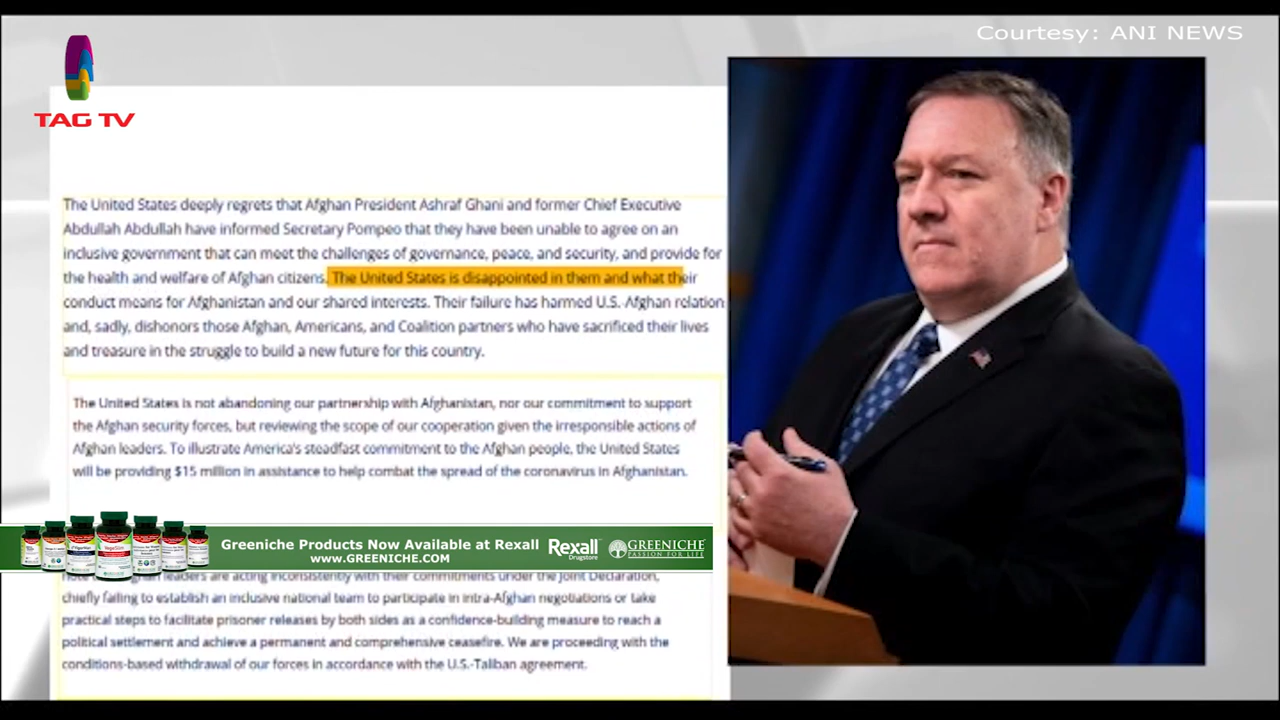 Courtesy: ANI NEWS
TAG TV
The United States deeply regrets that Afghan President Ashraf Ghani and former Chief Executive
Abdullah Abdullah have informed Secretary Pompeo that they have been unable to agree on an
inclusive government that can meet the challenges of governance, peace, and security, and provide for
the health and welfare of Afghan citizens. The United States is disappointed in them and what their
conduct means for Afghanistan and our shared interests. Their failure has harmed U.S.-Afghan relation
and, sadly, dishonors those Afghan, Americans, and Coalition partners who have sacrificed their lives
and treasure in the struggle to build a new future for this country.
The United States is not abandoning our partnership with Afghanistan, nor our commitment to support
the Afghan security forces, but reviewing the scope of our cooperation given the irresponsible actions of
Afghan leaders. To illustrate America's steadfast commitment to the Afghan people, the United States
will be providing $15 million in assistance to help combat the spread of the coronavirus in Afghanistan.
Greeniche Products Now Available at Rexall
www.GREENICHE.COM
Rexall
Drugstore
GREENICHE
PASSION FOR LIFE
leaders are acting inconsistently with their commitments under the Joint Declaration,
chiefly failing to establish an inclusive national team to participate in intra-Afghan negotiations or take
practical steps to facilitate prisoner releases by both sides as a confidence-building measure to reach a
political settlement and achieve a permanent and comprehensive ceasefire. We are proceeding with the
conditions-based withdrawal of our forces in accordance with the U.S.-Taliban agreement.